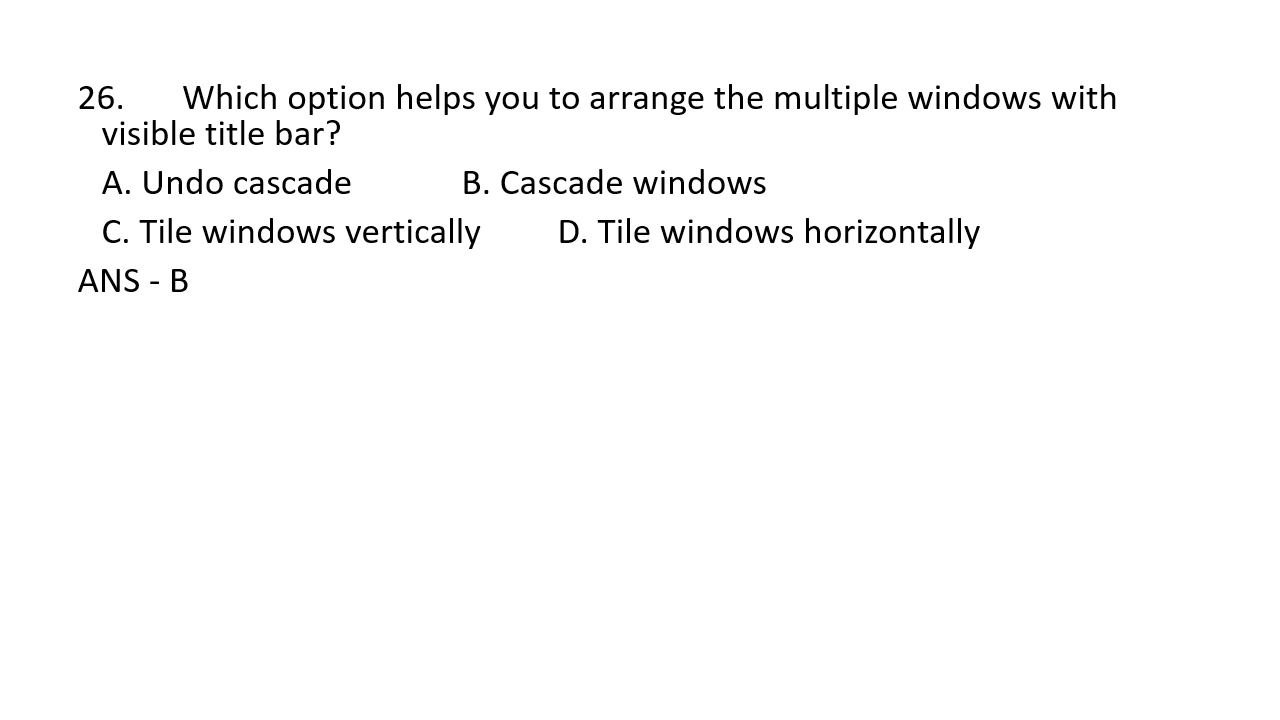 26. Which option helps you to arrange the multiple windows with
visible title bar?
A. Undo cascade B. Cascade windows
C. Tile windows vertically D. Tile windows horizontally
ANS - B